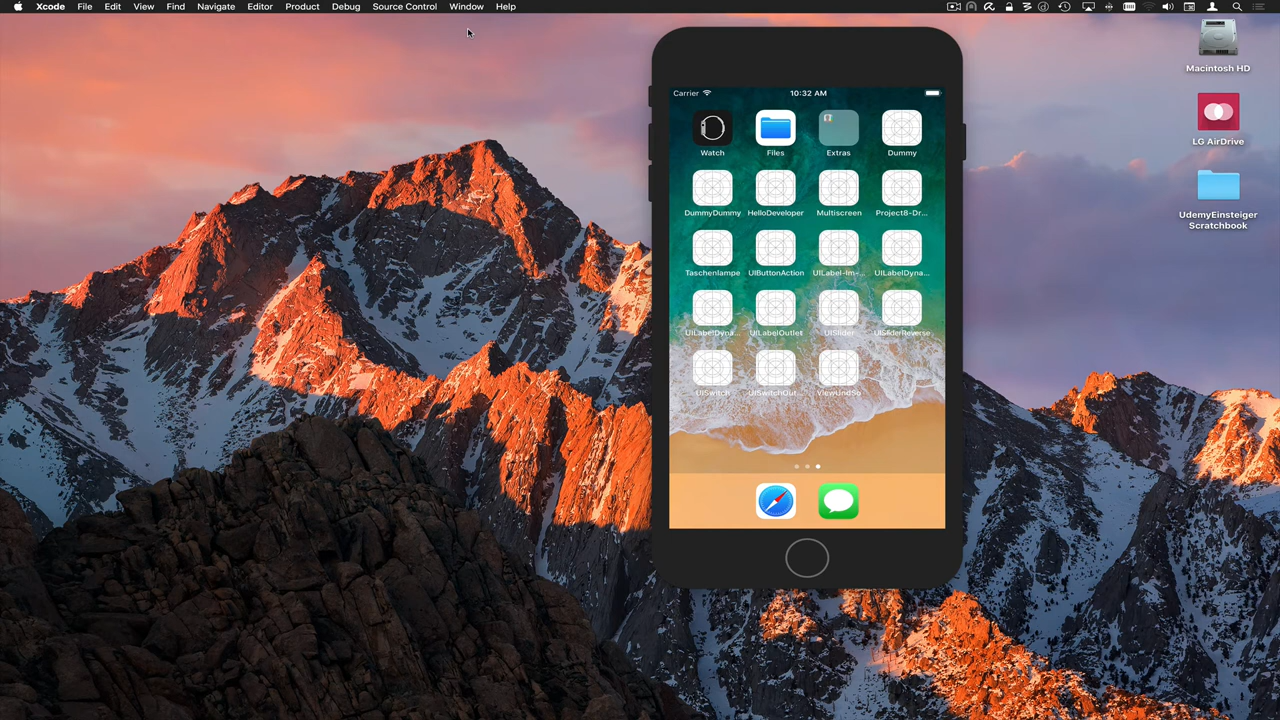 Xcode File Edit View Find Navigate Editor Product Debug Source Control Window Help
Macintosh HD
LG AirDrive
UdemyEinsteiger
Scratchbook
Carrier 10:32 AM
Watch Files Extras Dummy
DummyDummy HelloDeveloper Multiscreen Project8-Dr...
Taschenlampe UIButtonAction UILabel-Im-... UILabelDyna...
UILabelDyna... UILabelOutlet UISlider UISliderReverse
UISwitch UISwitchOut... ViewUndSo